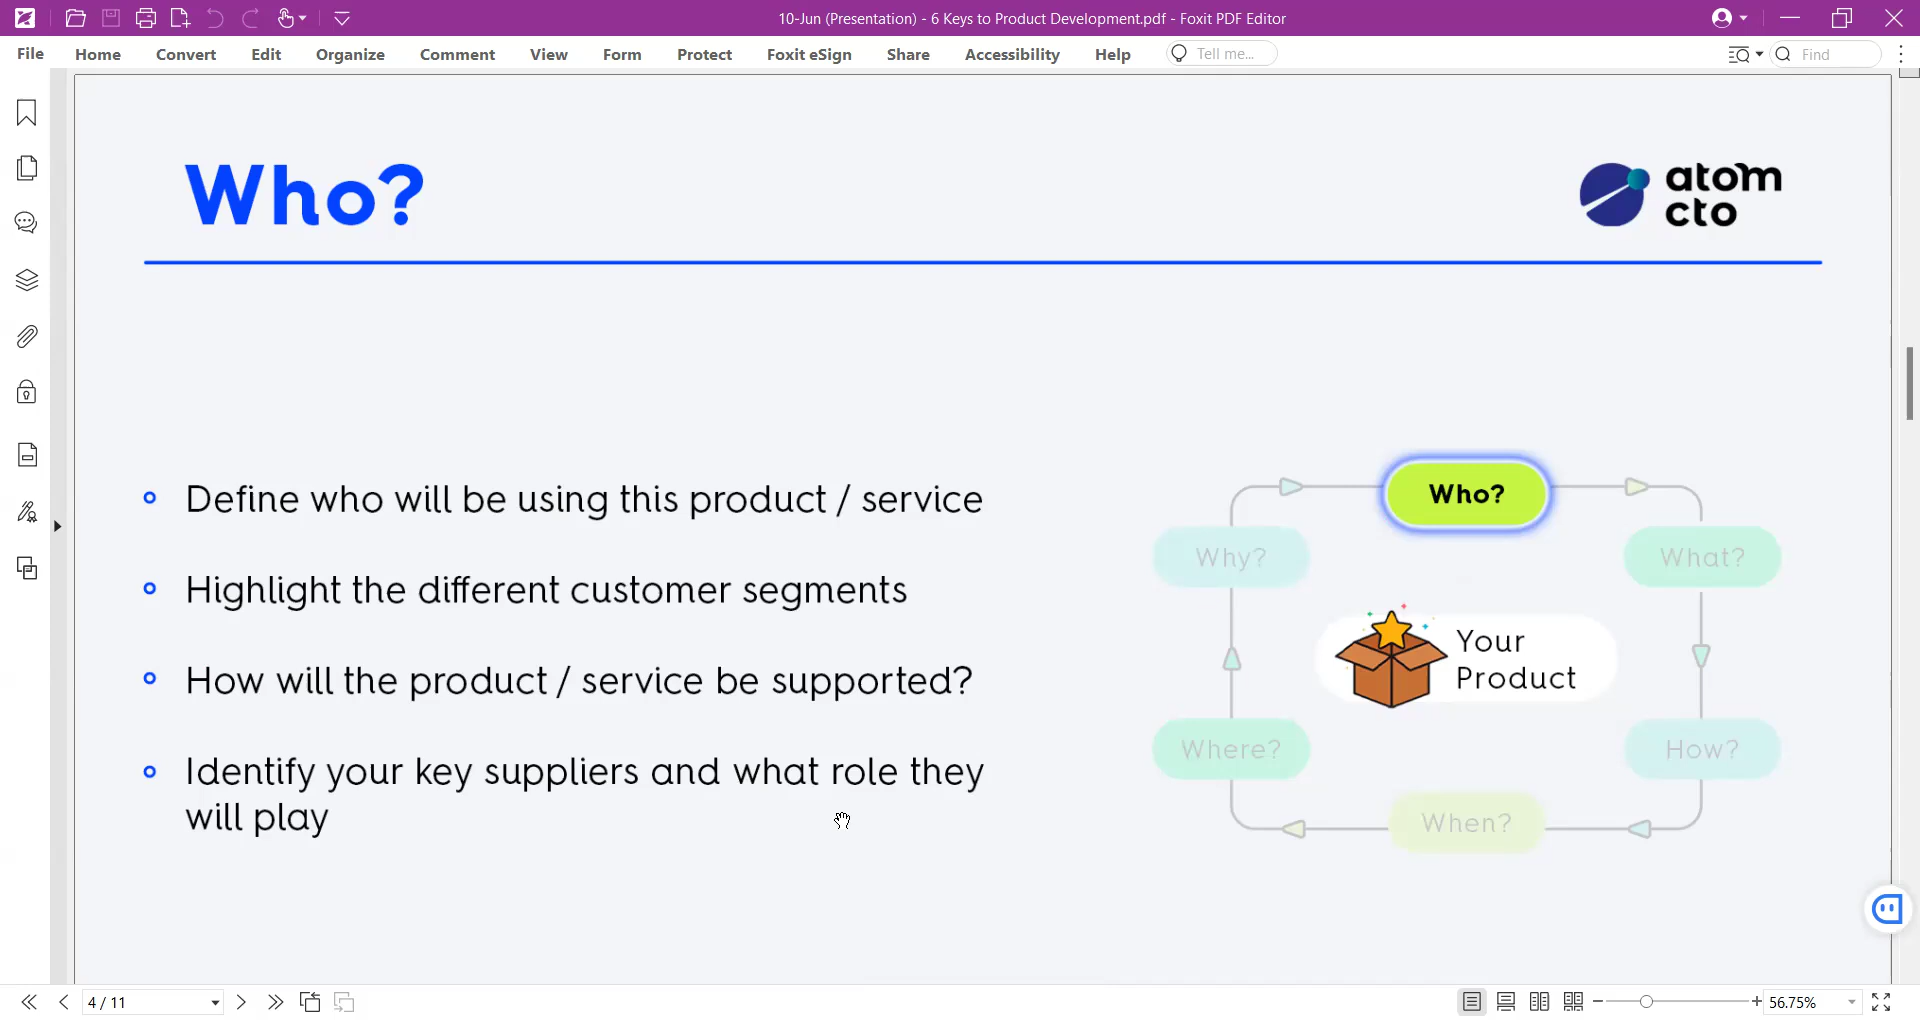 10-Jun (Presentation) - 6 Keys to Product Development.pdf - Foxit PDF Editor
File Home Convert Edit Organize Comment View Form Protect Foxit eSign Share Accessibility Help Tell me... Find
Who?
atom
cto
Define who will be using this product / service
Highlight the different customer segments
How will the product / service be supported?
Identify your key suppliers and what role they
will play
Who?
Why?
What?
Your
Product
Where?
How?
When?
4 / 11
56.75%